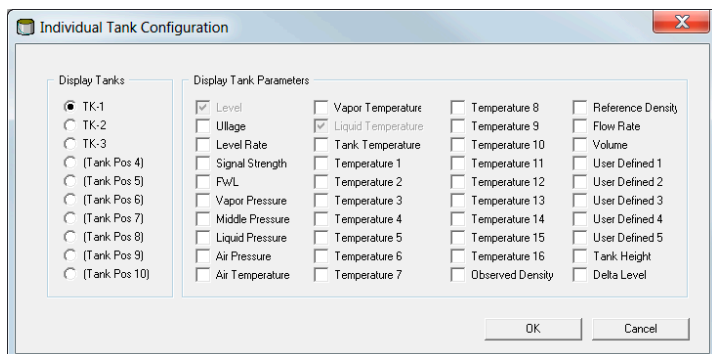 Individual Tank Configuration
Display Tanks
TK-1
TK-2
TK-3
(Tank Pos 4)
(Tank Pos 5)
(Tank Pos 6)
(Tank Pos 7)
(Tank Pos 8)
(Tank Pos 9)
(Tank Pos 10)
Display Tank Parameters
Level
Ullage
Level Rate
Signal Strength
FWL
Vapor Pressure
Middle Pressure
Liquid Pressure
Air Pressure
Air Temperature
Vapor Temperature
Liquid Temperature
Tank Temperature
Temperature 1
Temperature 2
Temperature 3
Temperature 4
Temperature 5
Temperature 6
Temperature 7
Temperature 8
Temperature 9
Temperature 10
Temperature 11
Temperature 12
Temperature 13
Temperature 14
Temperature 15
Temperature 16
Observed Density
Reference Density
Flow Rate
Volume
User Defined 1
User Defined 2
User Defined 3
User Defined 4
User Defined 5
Tank Height
Delta Level
OK
Cancel